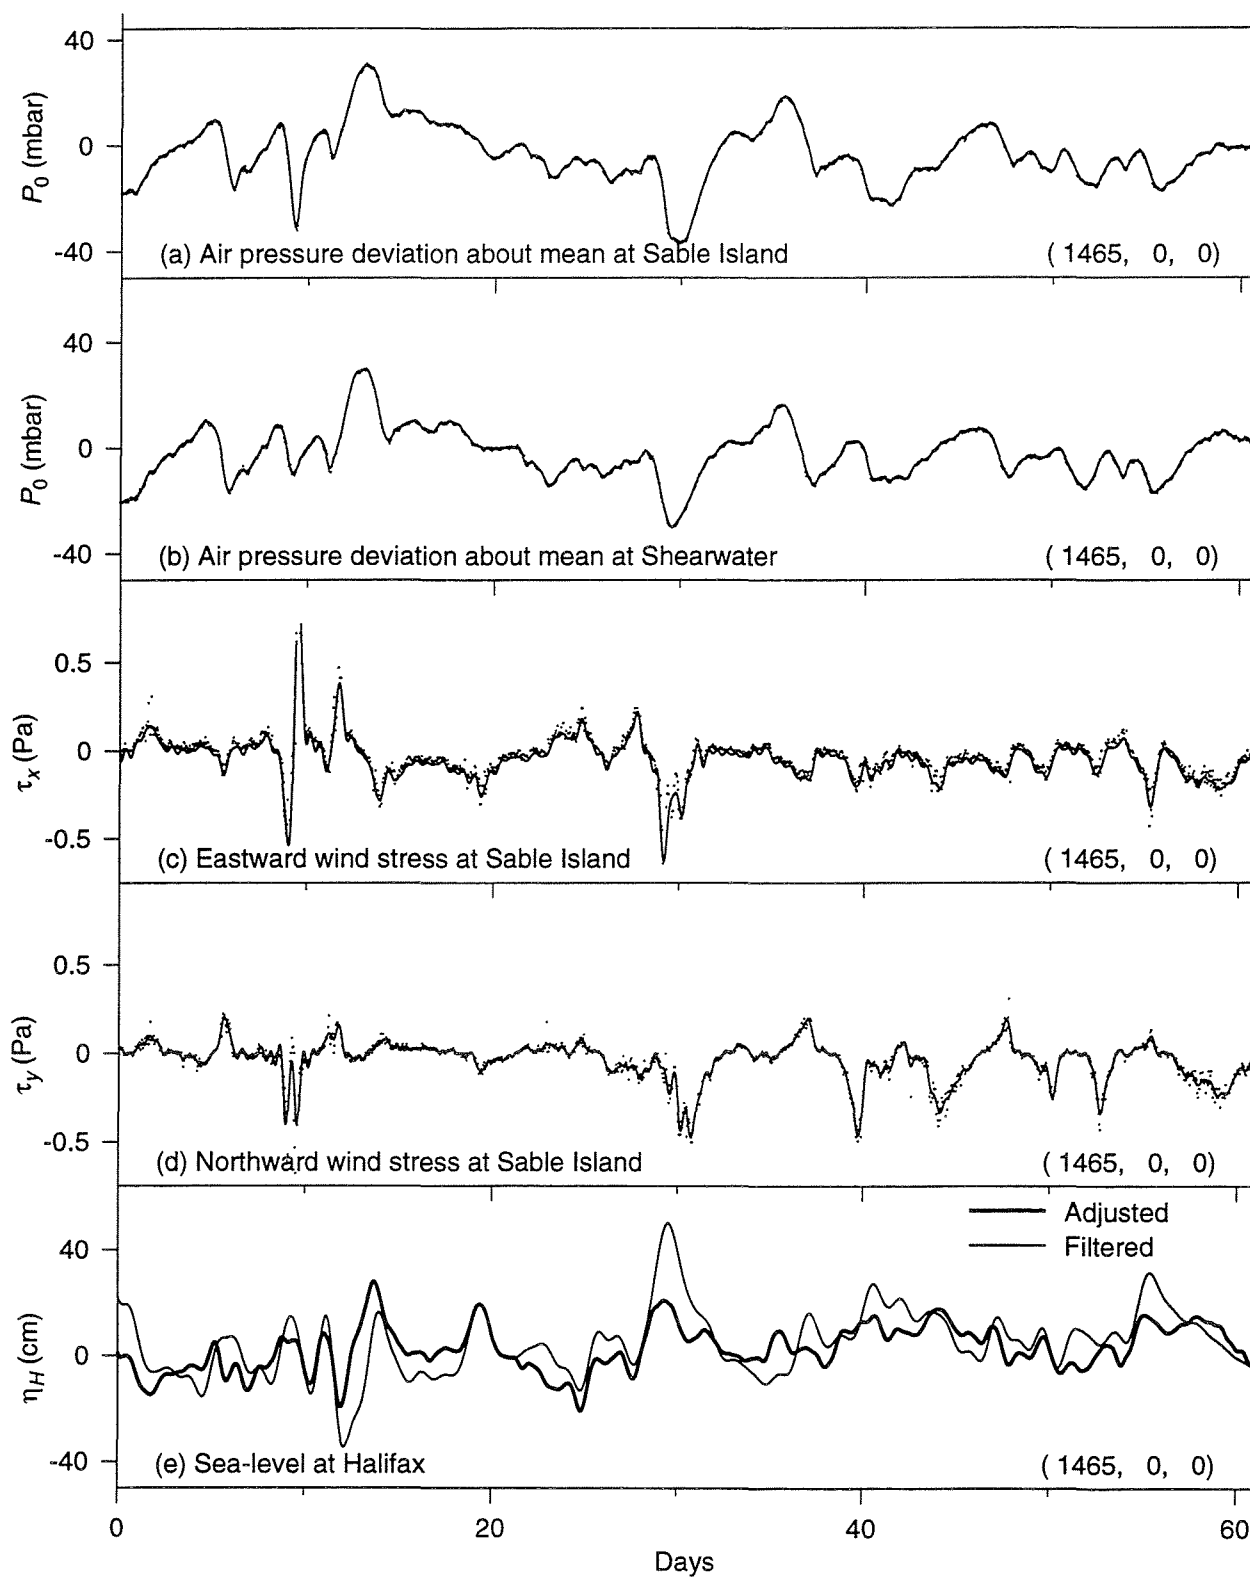 40
0
-40
P0 (mbar)
(a) Air pressure deviation about mean at Sable Island
( 1465, 0, 0)
40
0
-40
P0 (mbar)
(b) Air pressure deviation about mean at Shearwater
( 1465, 0, 0)
0.5
0
-0.5
τx (Pa)
(c) Eastward wind stress at Sable Island
( 1465, 0, 0)
0.5
0
-0.5
τy (Pa)
(d) Northward wind stress at Sable Island
( 1465, 0, 0)
Adjusted
Filtered
40
0
-40
ηH (cm)
(e) Sea-level at Halifax
( 1465, 0, 0)
0 20 40 60
Days